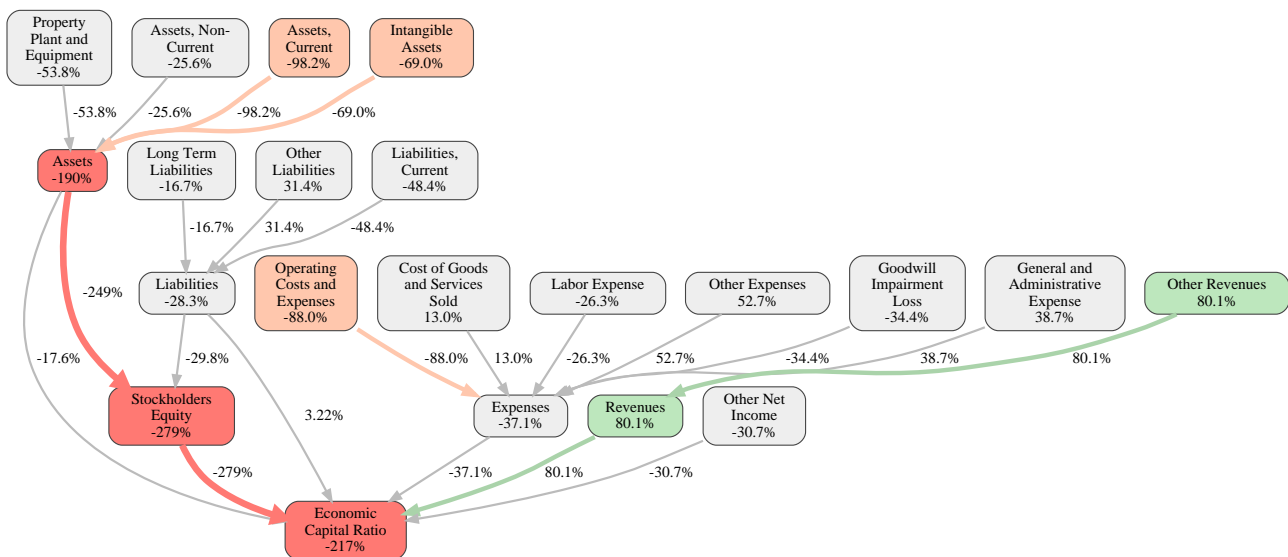 Property
Plant and
Equipment
-53.8%
Assets, Non-
Current
-25.6%
Assets,
Current
-98.2%
Intangible
Assets
-69.0%
-53.8%
-25.6%
-98.2%
-69.0%
Assets
-190%
Long Term
Liabilities
-16.7%
Other
Liabilities
31.4%
Liabilities,
Current
-48.4%
-16.7%
31.4%
-48.4%
Liabilities
-28.3%
Operating
Costs and
Expenses
-88.0%
Cost of Goods
and Services
Sold
13.0%
Labor Expense
-26.3%
Other Expenses
52.7%
Goodwill
Impairment
Loss
-34.4%
General and
Administrative
Expense
38.7%
Other Revenues
80.1%
-249%
-17.6%
-29.8%
-88.0%
13.0%
-26.3%
52.7%
-34.4%
38.7%
80.1%
Stockholders
Equity
-279%
3.22%
Expenses
-37.1%
Revenues
80.1%
Other Net
Income
-30.7%
-279%
-37.1%
80.1%
-30.7%
Economic
Capital Ratio
-217%